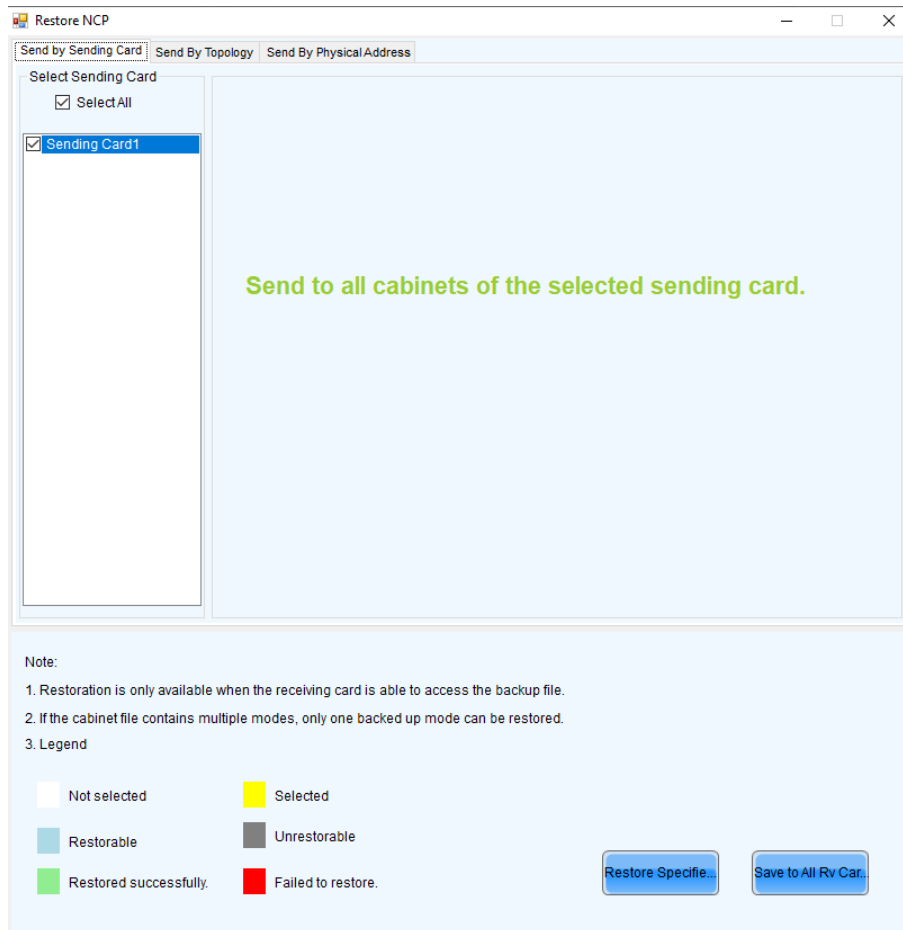 Restore NCP
Send by Sending Card
Send By Topology
Send By Physical Address
Select Sending Card
Select All
Sending Card1
Send to all cabinets of the selected sending card.
Note:
1. Restoration is only available when the receiving card is able to access the backup file.
2. If the cabinet file contains multiple modes, only one backed up mode can be restored.
3. Legend
Not selected
Selected
Restorable
Unrestorable
Restored successfully.
Failed to restore.
Restore Specifie...
Save to All Rv Car...